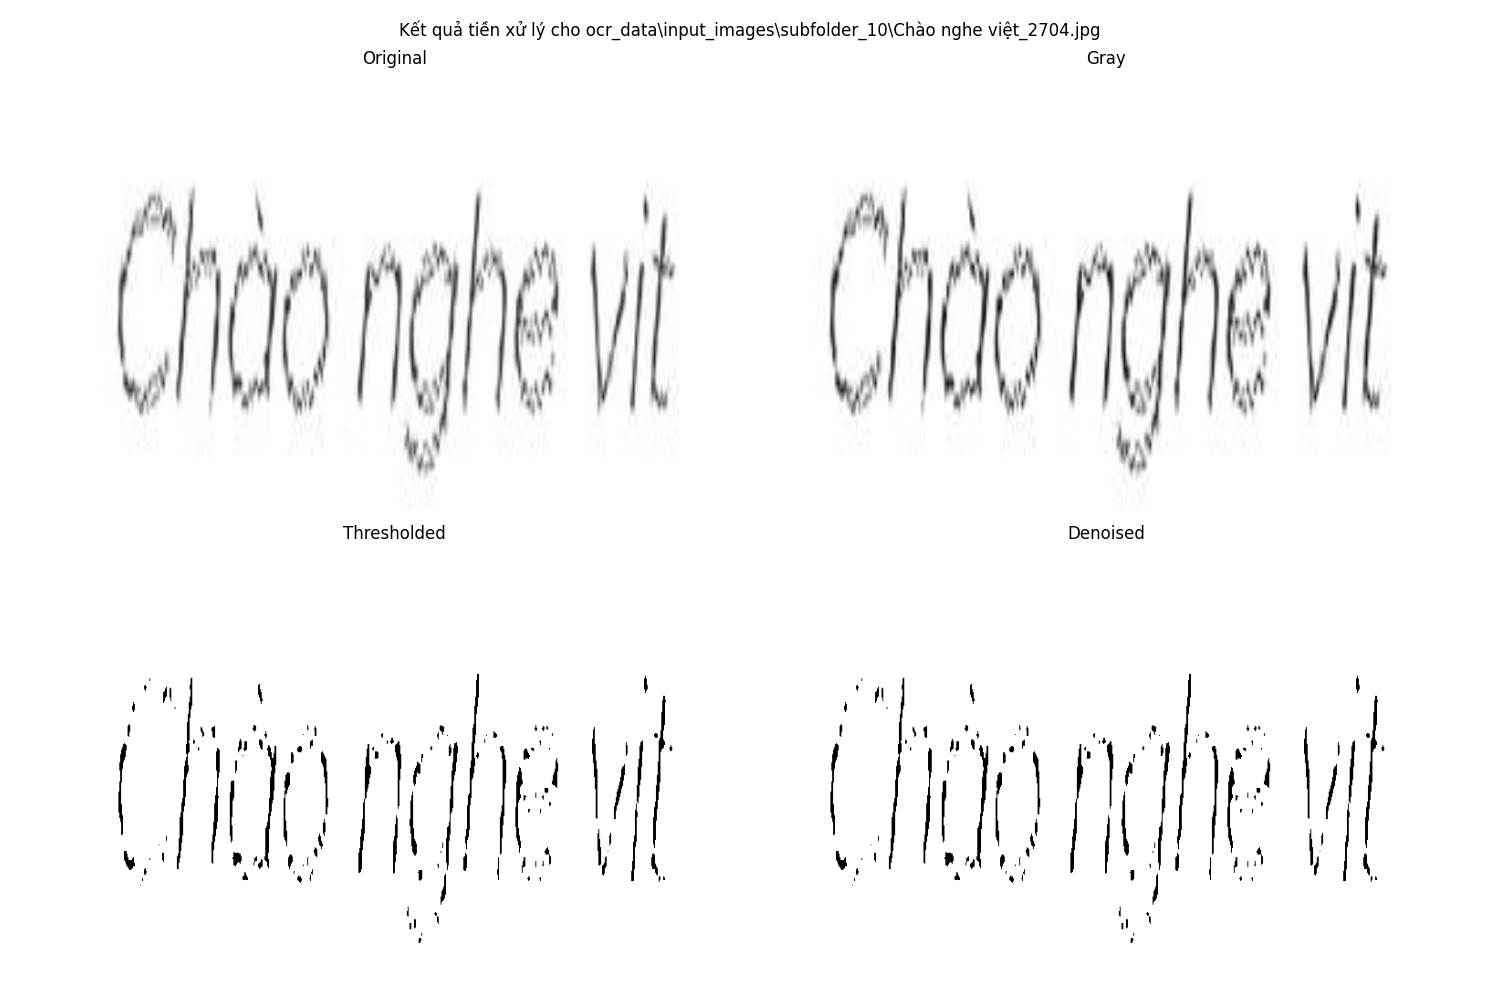 Kết quả tiền xử lý cho ocr_data\input_images\subfolder_10\Chào nghe việt_2704.jpg
Original
Gray
Chào nghe vit
Chào nghe vit
Thresholded
Denoised
Chào nghe vit
Chào nghe vit